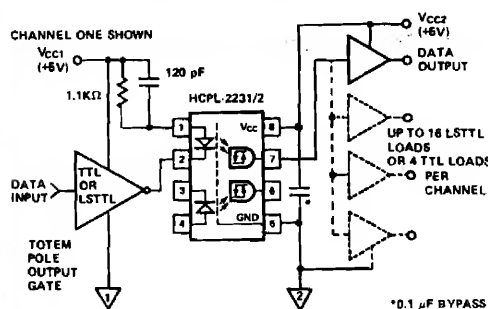 CHANNEL ONE SHOWN
VCC1
(+5V)
120 pF
1.1KΩ
HCPL-2231/2
VCC2
(+5V)
DATA
OUTPUT
1
VCC
8
2
7
3
6
4
GND
5
TTL
OR
LSTTL
DATA
INPUT
UP TO 16 LSTTL
LOADS
OR 4 TTL LOADS
PER
CHANNEL
*
TOTEM
POLE
OUTPUT
GATE
1
2
*0.1 µF BYPASS